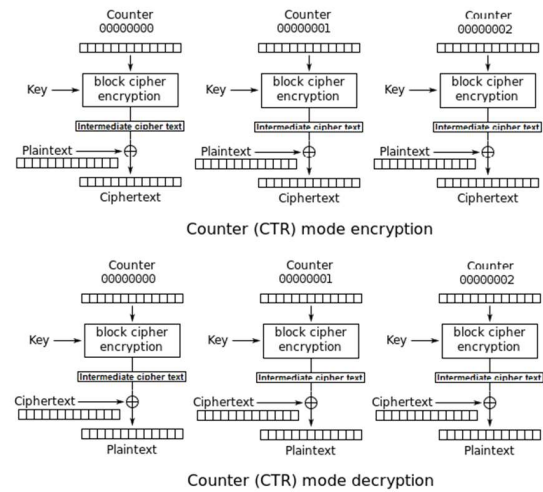 Counter Counter Counter
00000000 00000001 00000002
Key block cipher encryption Key block cipher encryption Key block cipher encryption
Intermediate cipher text Intermediate cipher text Intermediate cipher text
Plaintext Plaintext Plaintext
Ciphertext Ciphertext Ciphertext
Counter (CTR) mode encryption
Counter Counter Counter
00000000 00000001 00000002
Key block cipher encryption Key block cipher encryption Key block cipher encryption
Intermediate cipher text Intermediate cipher text Intermediate cipher text
Ciphertext Ciphertext Ciphertext
Plaintext Plaintext Plaintext
Counter (CTR) mode decryption